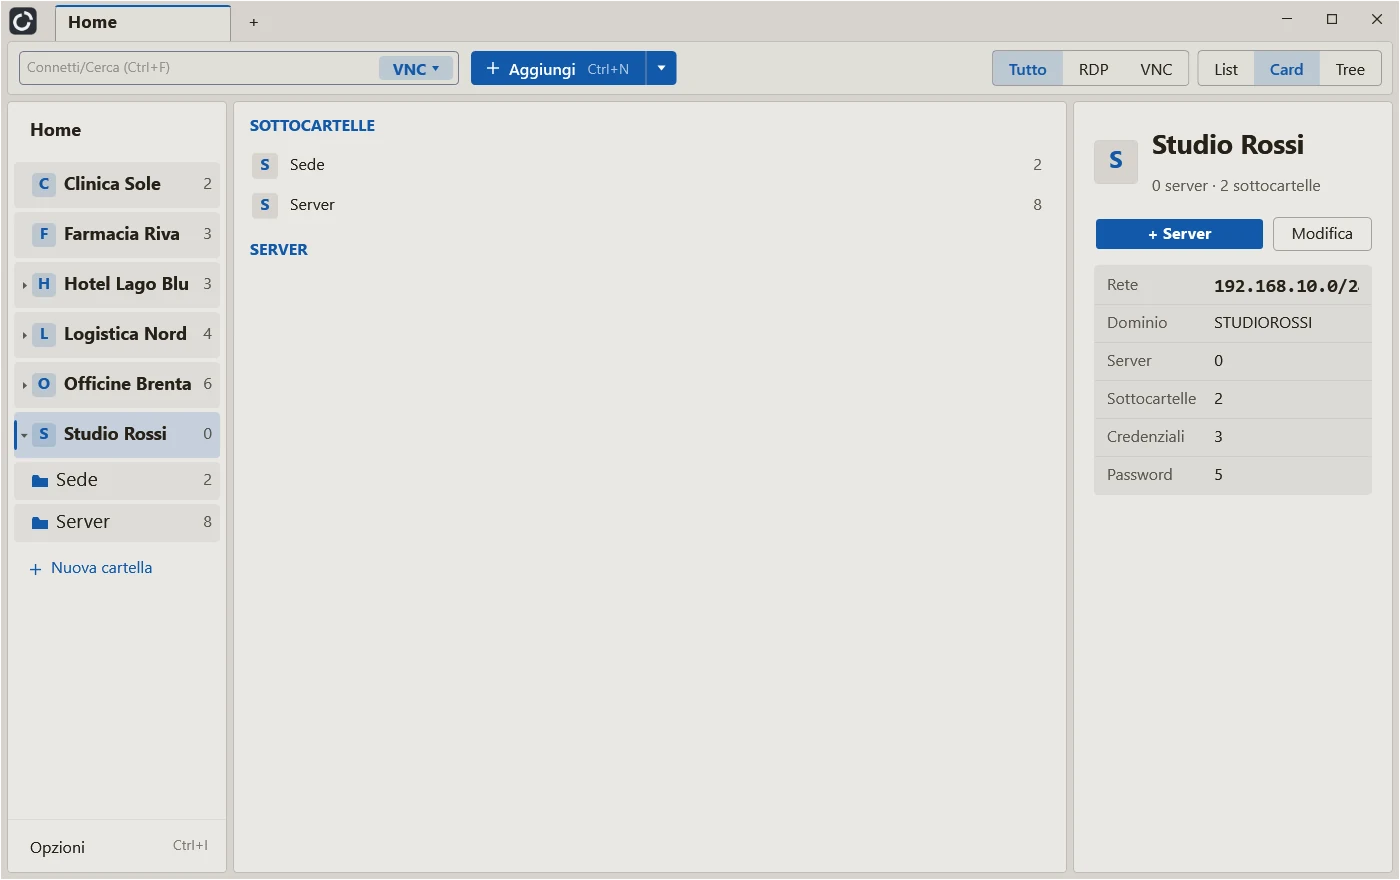 Home
+
Connetti/Cerca (Ctrl+F)
VNC
+ Aggiungi Ctrl+N
Tutto RDP VNC
List Card Tree
Home
C Clinica Sole 2
F Farmacia Riva 3
H Hotel Lago Blu 3
L Logistica Nord 4
O Officine Brenta 6
S Studio Rossi 0
Sede 2
Server 8
+ Nuova cartella
Opzioni Ctrl+I
SOTTOCARTELLE
S Sede 2
S Server 8
SERVER
S Studio Rossi
0 server · 2 sottocartelle
+ Server Modifica
Rete 192.168.10.0/2
Dominio STUDIOROSSI
Server 0
Sottocartelle 2
Credenziali 3
Password 5